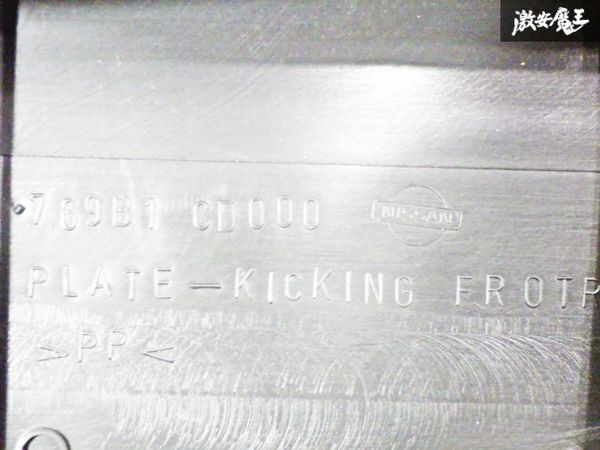 激安魔王
769B1 CD000 NISSAN
PLATE—KICKING FROTP
>PP<